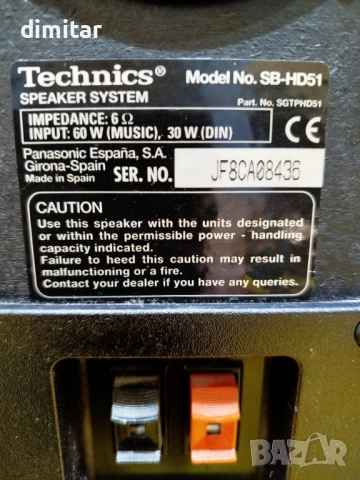 dimitar
Technics® Model No. SB-HD51
SPEAKER SYSTEM Part. No. SGTPHD51
IMPEDANCE: 6 Ω
INPUT: 60 W (MUSIC), 30 W (DIN)
CE
Panasonic España, S.A.
Girona-Spain
Made in Spain SER. NO. JF8CA08436
CAUTION
Use this speaker with the units designated
or within the permissible power - handling
capacity indicated.
Failure to heed this caution may result in
malfunctioning or a fire.
Contact your dealer if you have any queries.
bazar.bg